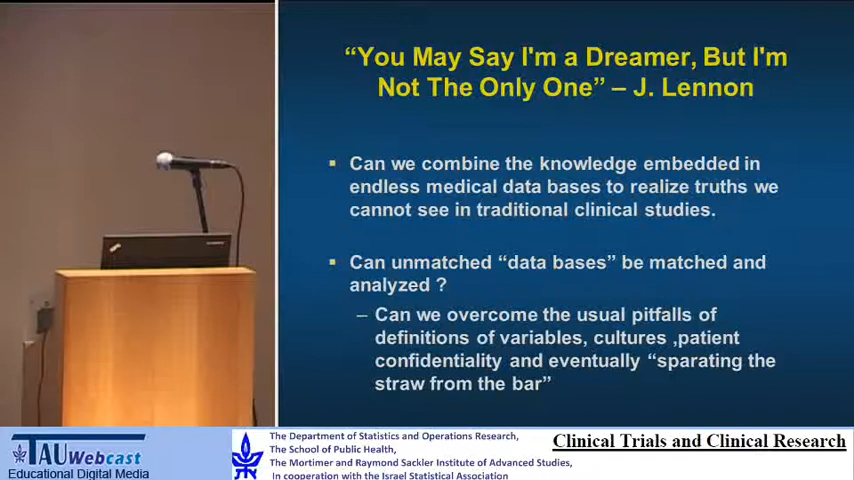 “You May Say I'm a Dreamer, But I'm
Not The Only One” – J. Lennon
▪ Can we combine the knowledge embedded in
endless medical data bases to realize truths we
cannot see in traditional clinical studies.
▪ Can unmatched “data bases” be matched and
analyzed ?
– Can we overcome the usual pitfalls of
definitions of variables, cultures ,patient
confidentiality and eventually “sparating the
straw from the bar”
TAU Webcast
Educational Digital Media
The Department of Statistics and Operations Research,
The School of Public Health,
The Mortimer and Raymond Sackler Institute of Advanced Studies,
In cooperation with the Israel Statistical Association
Clinical Trials and Clinical Research